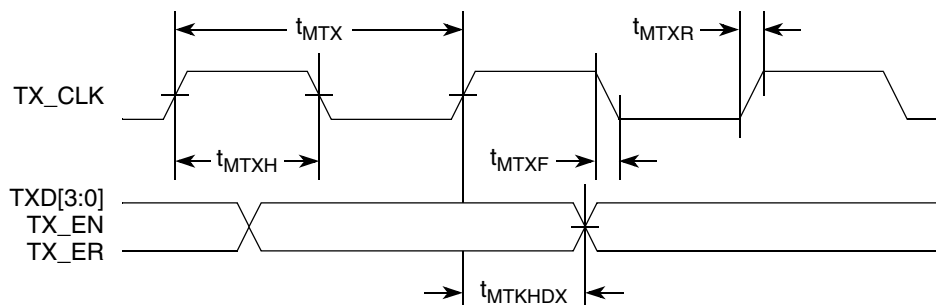 tMTX
tMTXR
TX_CLK
tMTXH
tMTXF
TXD[3:0]
TX_EN
TX_ER
tMTKHDX